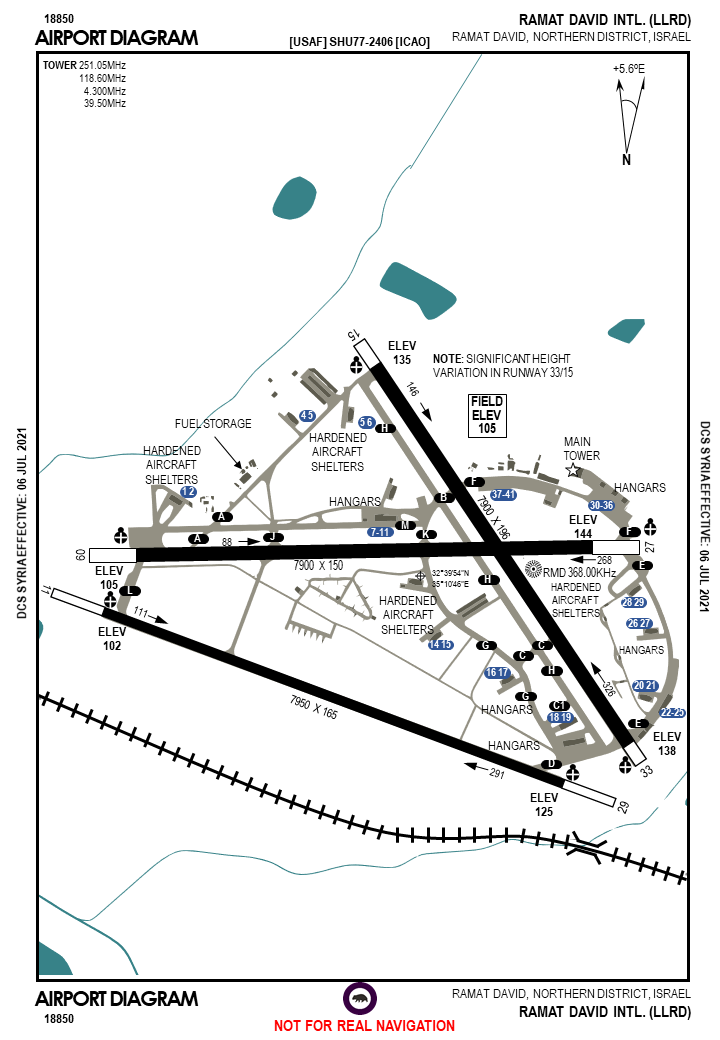 18850
AIRPORT DIAGRAM
[USAF] SHU77-2406 [ICAO]
RAMAT DAVID INTL. (LLRD)
RAMAT DAVID, NORTHERN DISTRICT, ISRAEL
TOWER 251.05MHz
118.60MHz
4.300MHz
39.50MHz
+5.6ºE
N
15
ELEV
135
146
NOTE: SIGNIFICANT HEIGHT
VARIATION IN RUNWAY 33/15
FIELD
ELEV
105
4 5
5 6
H
FUEL STORAGE
HARDENED
AIRCRAFT
SHELTERS
HARDENED
AIRCRAFT
SHELTERS
1 2
MAIN
TOWER
F
37-41
HANGARS
30-36
B
7900 X 196
HANGARS
A
M
7-11
K
ELEV
144
F
27
A
88
J
09
7900 X 150
268
E
ELEV
105
32°39'54"N
35°10'46"E
H
RMD 368.00KHz
HARDENED
AIRCRAFT
SHELTERS
L
11
111
ELEV
102
HARDENED
AIRCRAFT
SHELTERS
28 29
26 27
14 15
G
C
C
HANGARS
16 17
H
326
20 21
22-25
G
HANGARS
C1
18 19
E
7950 X 165
HANGARS
ELEV
138
D
33
291
ELEV
125
29
DCS SYRIA EFFECTIVE: 06 JUL 2021
DCS SYRIA EFFECTIVE: 06 JUL 2021
AIRPORT DIAGRAM
18850
NOT FOR REAL NAVIGATION
RAMAT DAVID, NORTHERN DISTRICT, ISRAEL
RAMAT DAVID INTL. (LLRD)